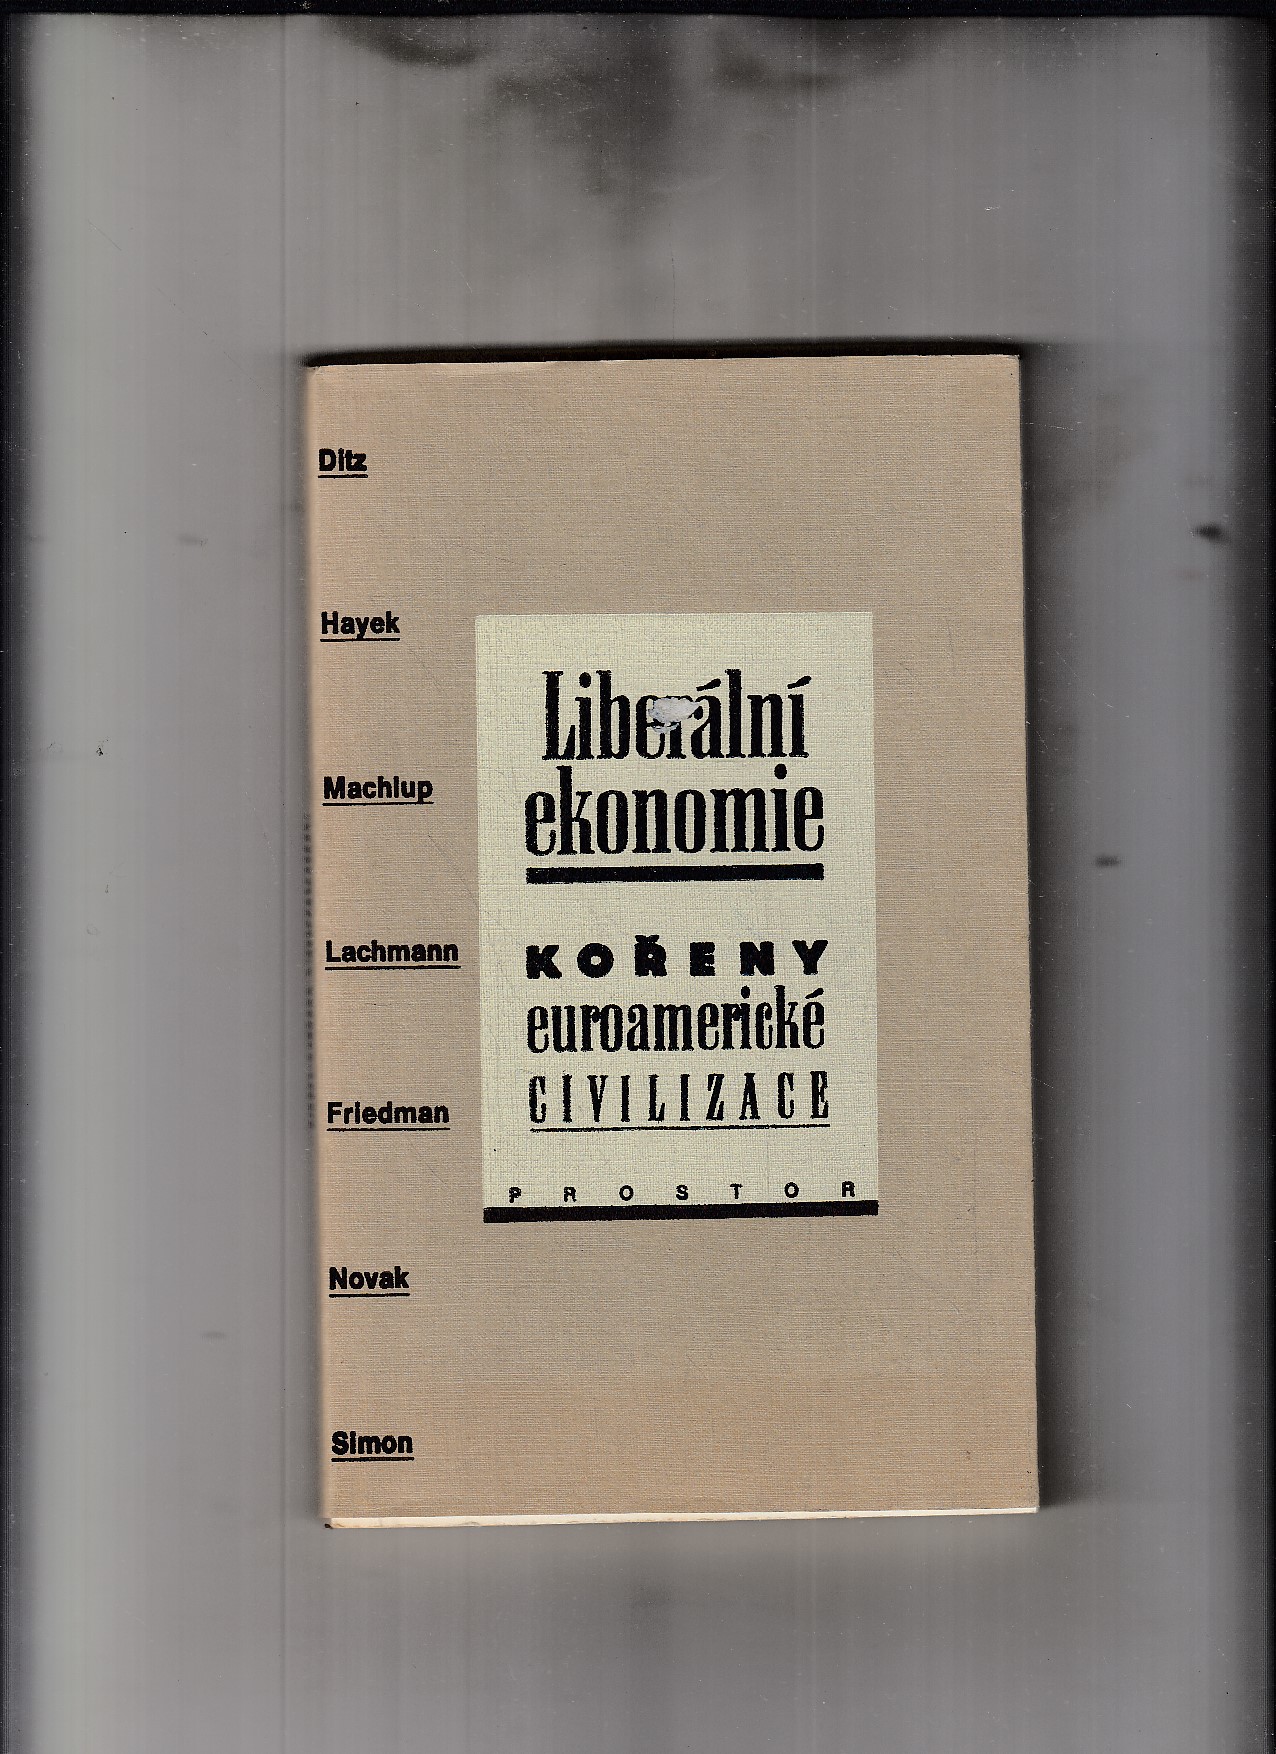 Ditz
Hayek
Machlup
Lachmann
Friedman
Novak
Simon
Liberální
ekonomie
KOŘENY
euroamerické
CIVILIZACE
PROSTOR